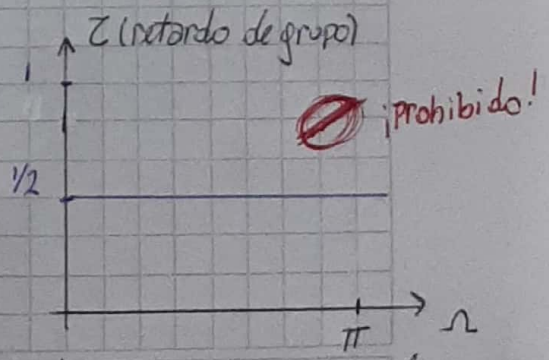 τ (retardo de grupo)
1
¡prohibido!
1/2
π
Ω